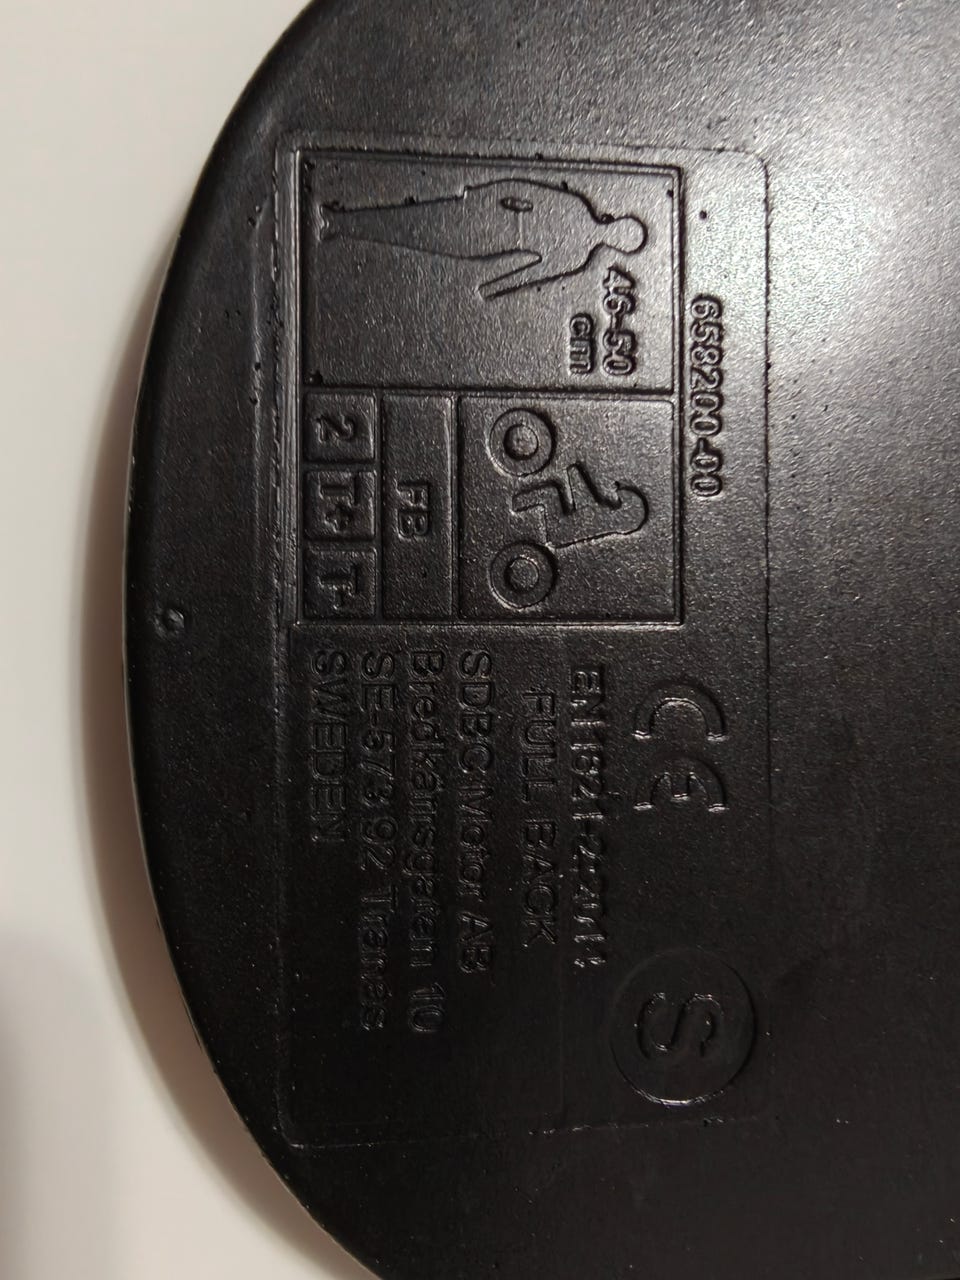 658200-00
46-50
cm
FB
2 T+ T-
CE
S
EN1621-2:2014
FULL BACK
SDBC Motor AB
Bredkärrsgatan 10
SE-573 92 Tranås
SWEDEN